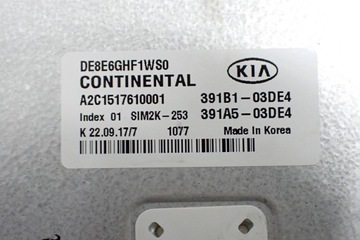 DE8E6GHF1WS0
CONTINENTAL KIA
A2C1517610001 391B1-03DE4
Index 01 SIM2K-253 391A5-03DE4
K 22.09.17/7 1077 Made in Korea